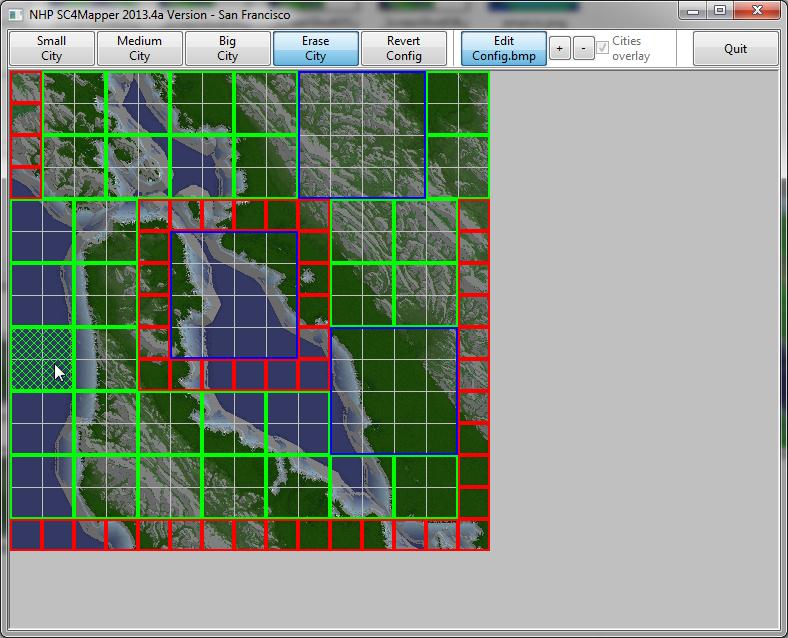 NHP SC4Mapper 2013.4a Version - San Francisco
Small
City
Medium
City
Big
City
Erase
City
Revert
Config
Edit
Config.bmp
+
-
Cities
overlay
Quit